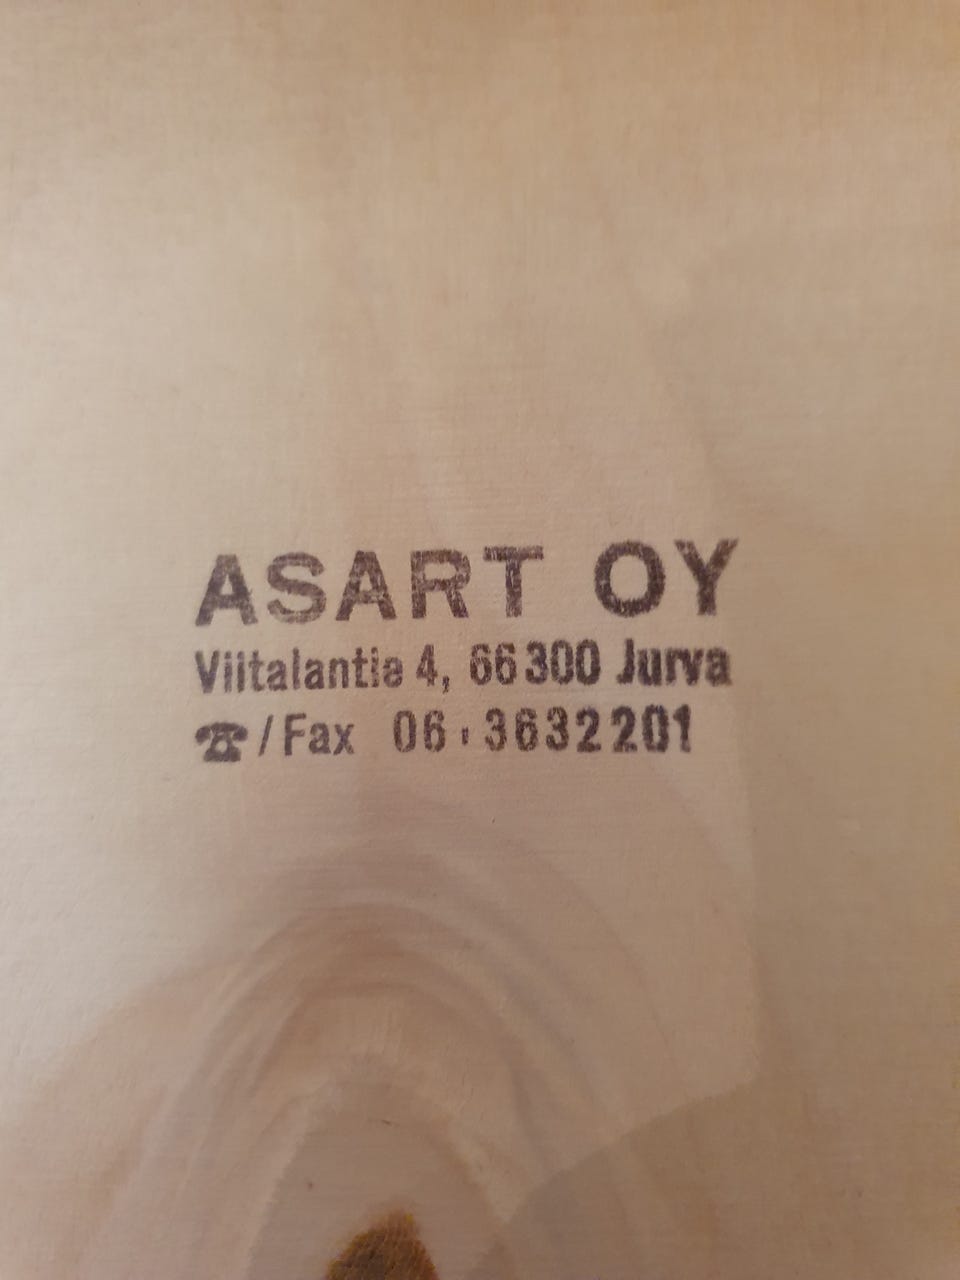 ASART OY
Viitalantie 4, 66300 Jurva
☎/Fax 06-3632201